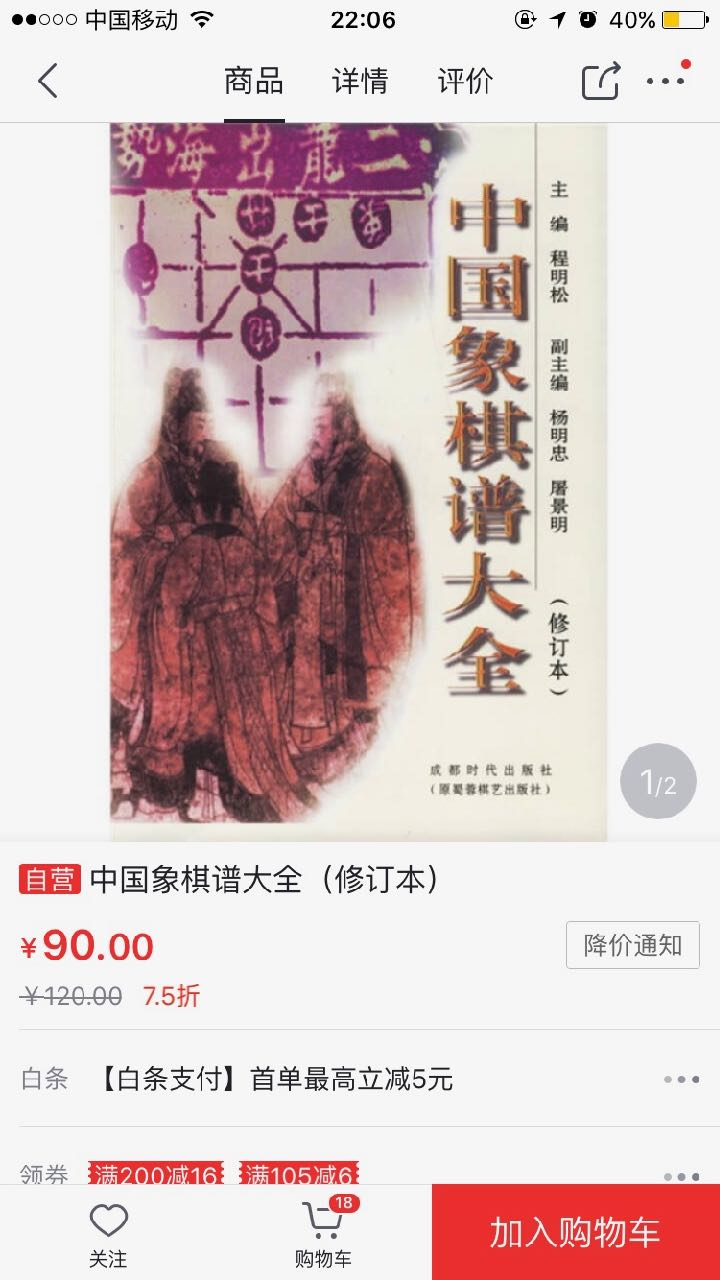 中国移动
22:06
40%
商品
详情
评价
势海出龍二
中国象棋谱大全
主编 程明松 副主编 杨明忠 屠景明
（修订本）
成都时代出版社
（原蜀蓉棋艺出版社）
1/2
自营 中国象棋谱大全（修订本）
¥90.00
降价通知
¥120.00 7.5折
白条 【白条支付】首单最高立减5元
领券 满200减16 满105减6
关注
18
购物车
加入购物车